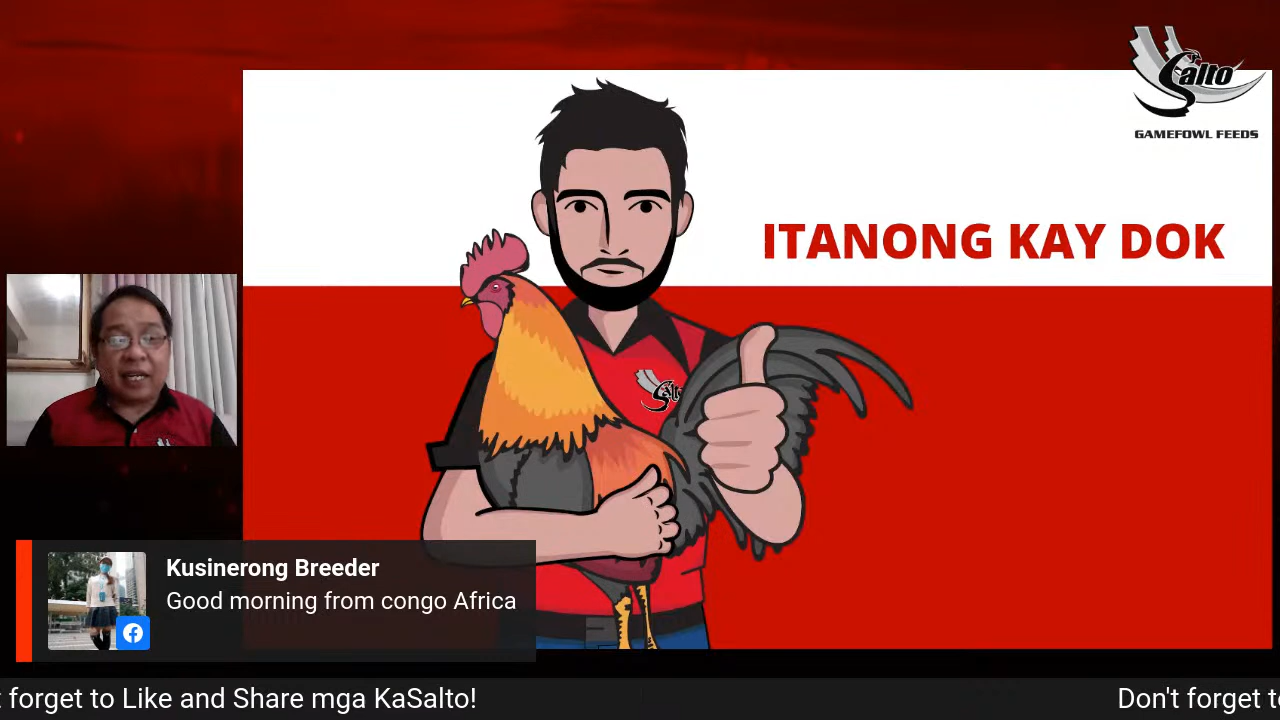 Salto
GAMEFOWL FEEDS
ITANONG KAY DOK
Kusinerong Breeder
Good morning from congo Africa
forget to Like and Share mga KaSalto!
Don't forget to